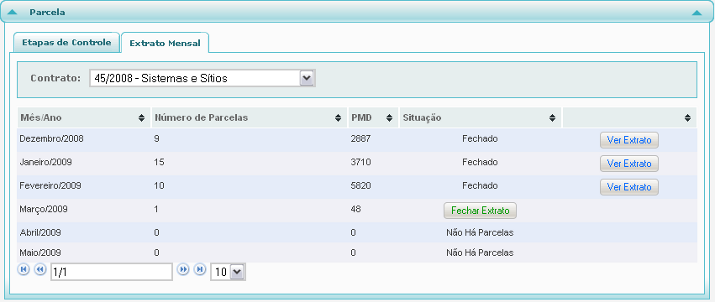 Parcela
Etapas de Controle Extrato Mensal
Contrato: 45/2008 - Sistemas e Sítios
Mês/Ano Número de Parcelas PMD Situação
Dezembro/2008 9 2887 Fechado Ver Extrato
Janeiro/2009 15 3710 Fechado Ver Extrato
Fevereiro/2009 10 5820 Fechado Ver Extrato
Março/2009 1 48 Fechar Extrato
Abril/2009 0 0 Não Há Parcelas
Maio/2009 0 0 Não Há Parcelas
1/1 10